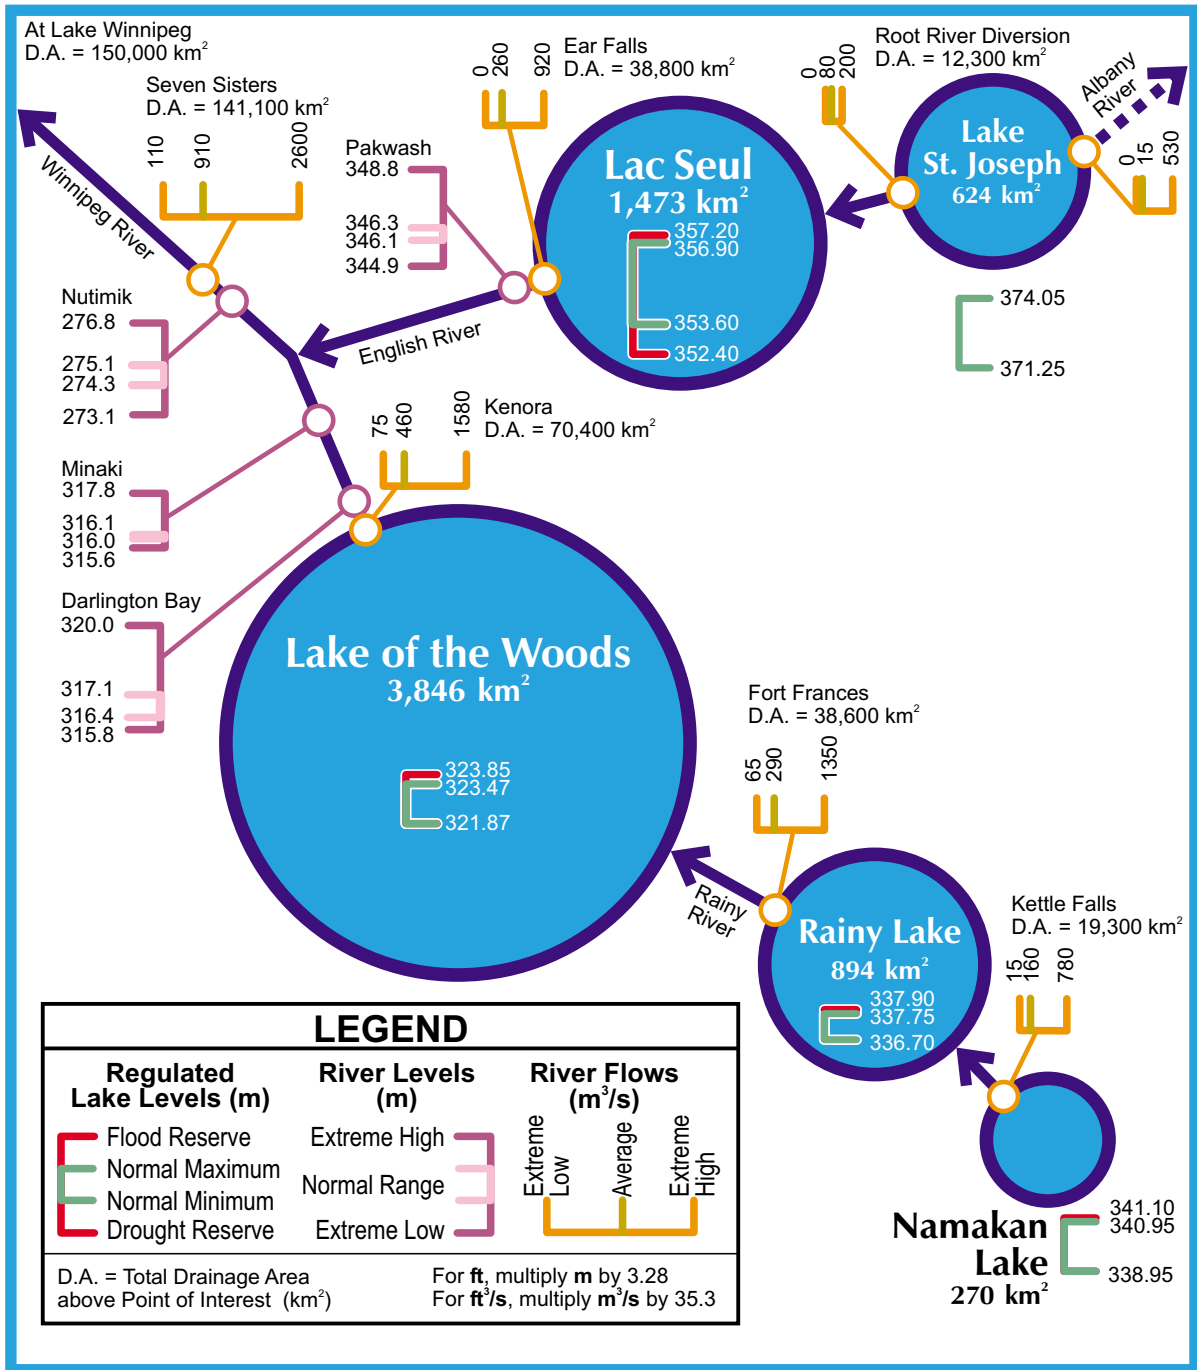 At Lake Winnipeg
D.A. = 150,000 km²
Seven Sisters
D.A. = 141,100 km²
110
910
2600
Winnipeg River
Pakwash
348.8
346.3
346.1
344.9
0
260
920
Ear Falls
D.A. = 38,800 km²
Root River Diversion
D.A. = 12,300 km²
0
80
200
Albany
River
0
15
530
Lac Seul
1,473 km²
357.20
356.90
353.60
352.40
Lake
St. Joseph
624 km²
374.05
371.25
English River
Nutimik
276.8
275.1
274.3
273.1
Minaki
317.8
316.1
316.0
315.6
Darlington Bay
320.0
317.1
316.4
315.8
75
460
1580
Kenora
D.A. = 70,400 km²
Lake of the Woods
3,846 km²
323.85
323.47
321.87
Fort Frances
D.A. = 38,600 km²
65
290
1350
Rainy
River
Rainy Lake
894 km²
337.90
337.75
336.70
Kettle Falls
D.A. = 19,300 km²
15
160
780
Namakan
Lake
270 km²
341.10
340.95
338.95
LEGEND
Regulated
Lake Levels (m)
Flood Reserve
Normal Maximum
Normal Minimum
Drought Reserve
River Levels
(m)
Extreme High
Normal Range
Extreme Low
River Flows
(m³/s)
Extreme
Low
Average
Extreme
High
D.A. = Total Drainage Area
above Point of Interest (km²)
For ft, multiply m by 3.28
For ft³/s, multiply m³/s by 35.3